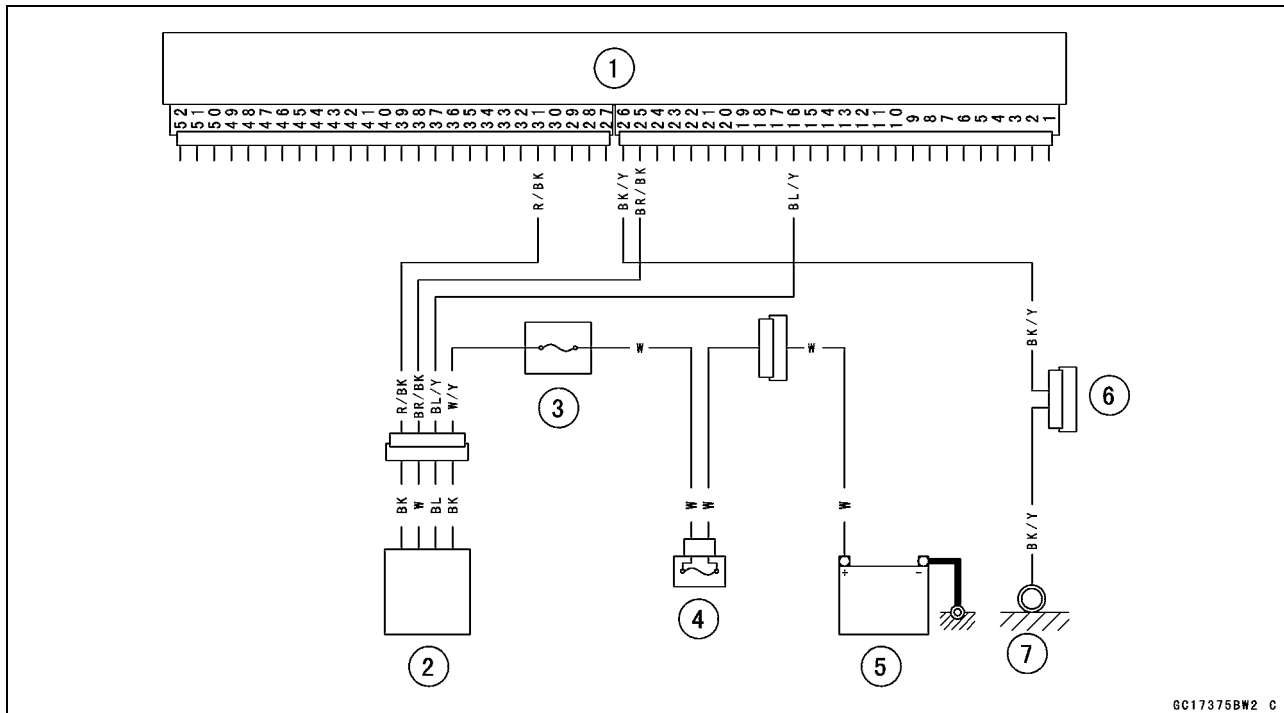 1
52 51 50 49 48 47 46 45 44 43 42 41 40 39 38 37 36 35 34 33 32 31 30 29 28 27 26 25 24 23 22 21 20 19 18 17 16 15 14 13 12 11 10 9 8 7 6 5 4 3 2 1
R/BK BK/Y BR/BK BL/Y
BK/Y
W W
3
R/BK BR/BK BL/Y W/Y
6
BK W BL BK W W W
BK/Y
+ -
4
2 5 7
GC17375BW2 C